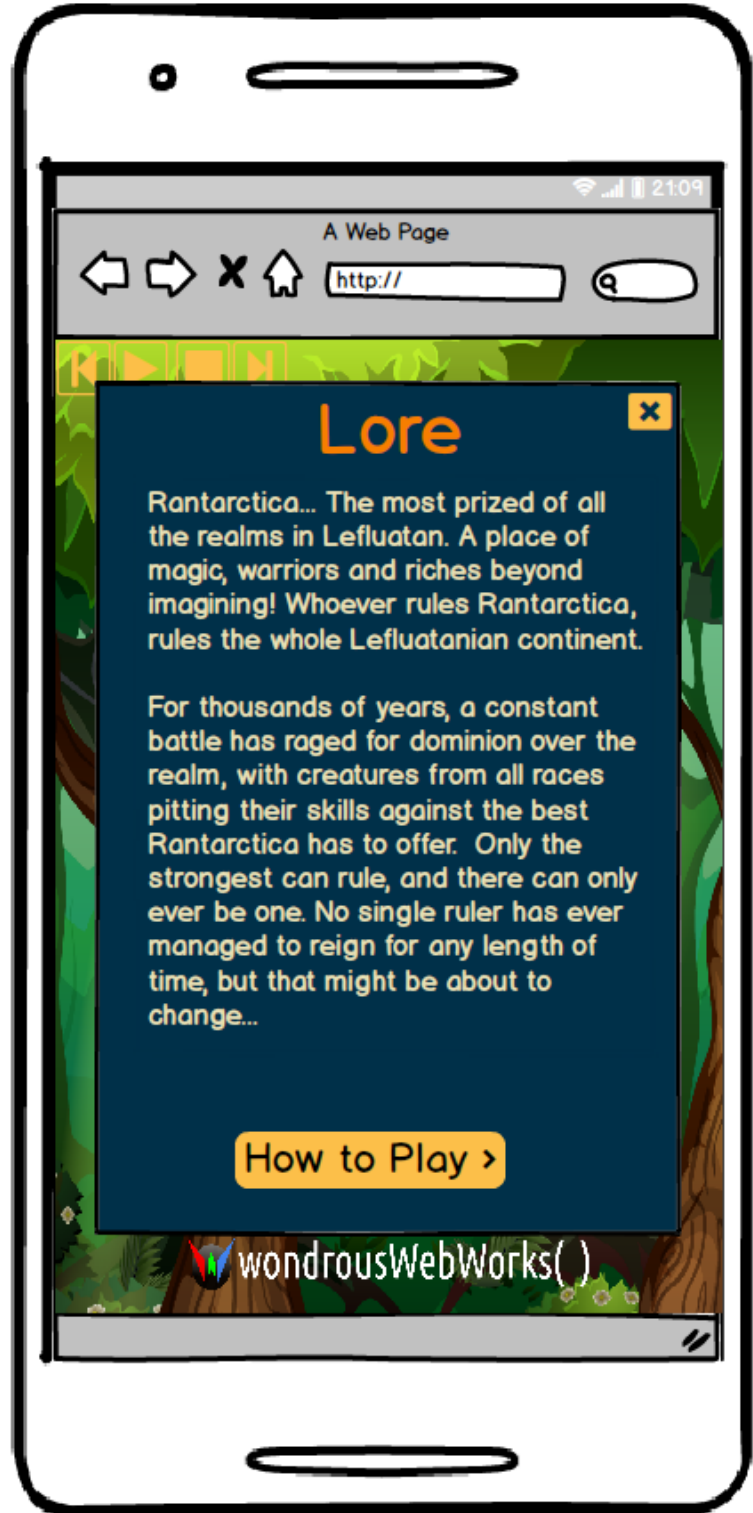 21:09
A Web Page
http://
Lore
Rantarctica... The most prized of all
the realms in Lefluatan. A place of
magic, warriors and riches beyond
imagining! Whoever rules Rantarctica,
rules the whole Lefluatanian continent.
For thousands of years, a constant
battle has raged for dominion over the
realm, with creatures from all races
pitting their skills against the best
Rantarctica has to offer.  Only the
strongest can rule, and there can only
ever be one. No single ruler has ever
managed to reign for any length of
time, but that might be about to
change...
How to Play >
wondrousWebWorks( )